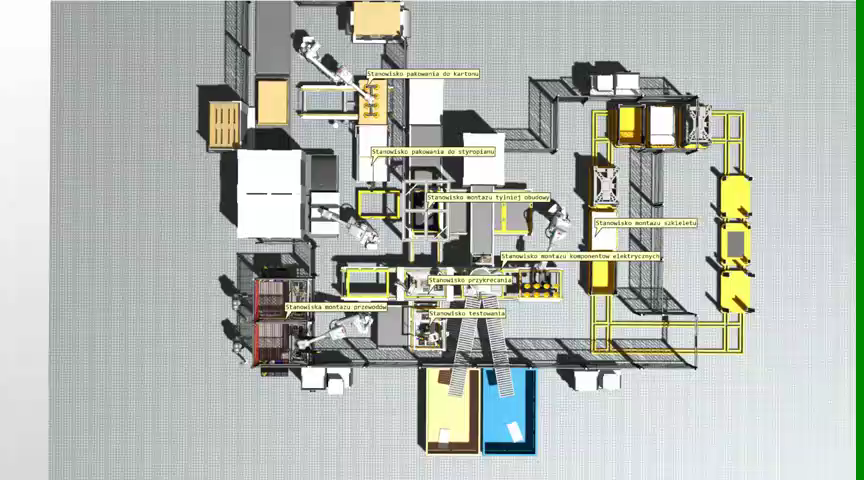 Stanowisko pakowania do kartonu
Stanowisko pakowania do styropianu
Stanowisko montażu tylniej obudowy
Stanowisko montażu szkieletu
Stanowisko montażu komponentów elektrycznych
Stanowisko przykręcania
Stanowiska montażu przewodów
Stanowisko testowania